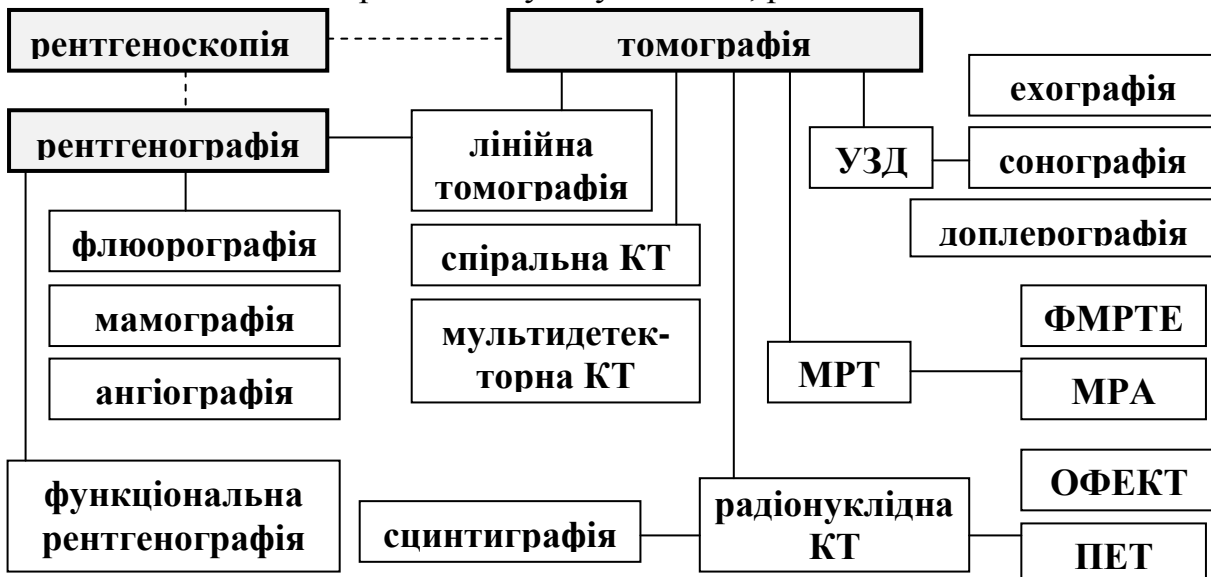 рентгеноскопія
томографія
рентгенографія
лінійна
томографія
УЗД
ехографія
сонографія
доплерографія
флюорографія
мамографія
ангіографія
спіральна КТ
мультидетек-
торна КТ
МРТ
ФМРТЕ
МРА
функціональна
рентгенографія
сцинтиграфія
радіонуклідна
КТ
ОФЕКТ
ПЕТ